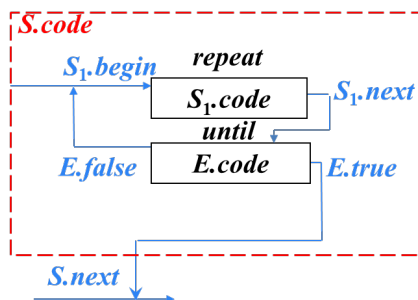 S.code
repeat
S₁.begin
S₁.code
S₁.next
until
E.false
E.code
E.true
S.next